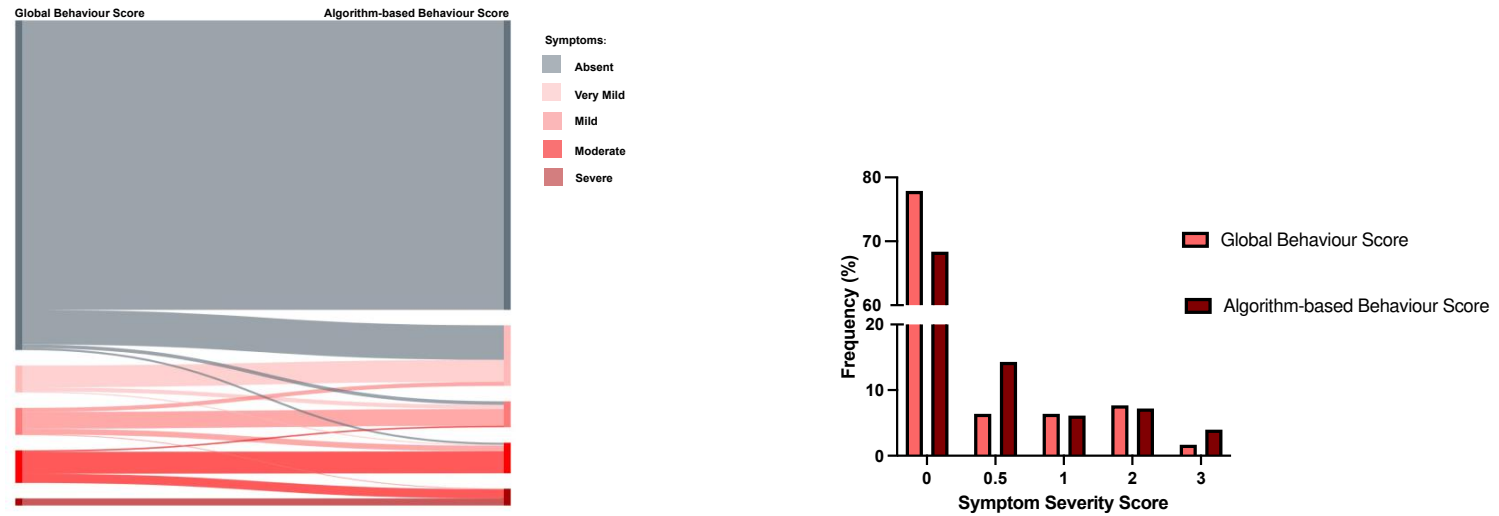 Global Behaviour Score
Algorithm-based Behaviour Score
Symptoms:
Absent
Very Mild
Mild
Moderate
Severe
80
70
60
20
10
0
Frequency (%)
0 0.5 1 2 3
Symptom Severity Score
Global Behaviour Score
Algorithm-based Behaviour Score